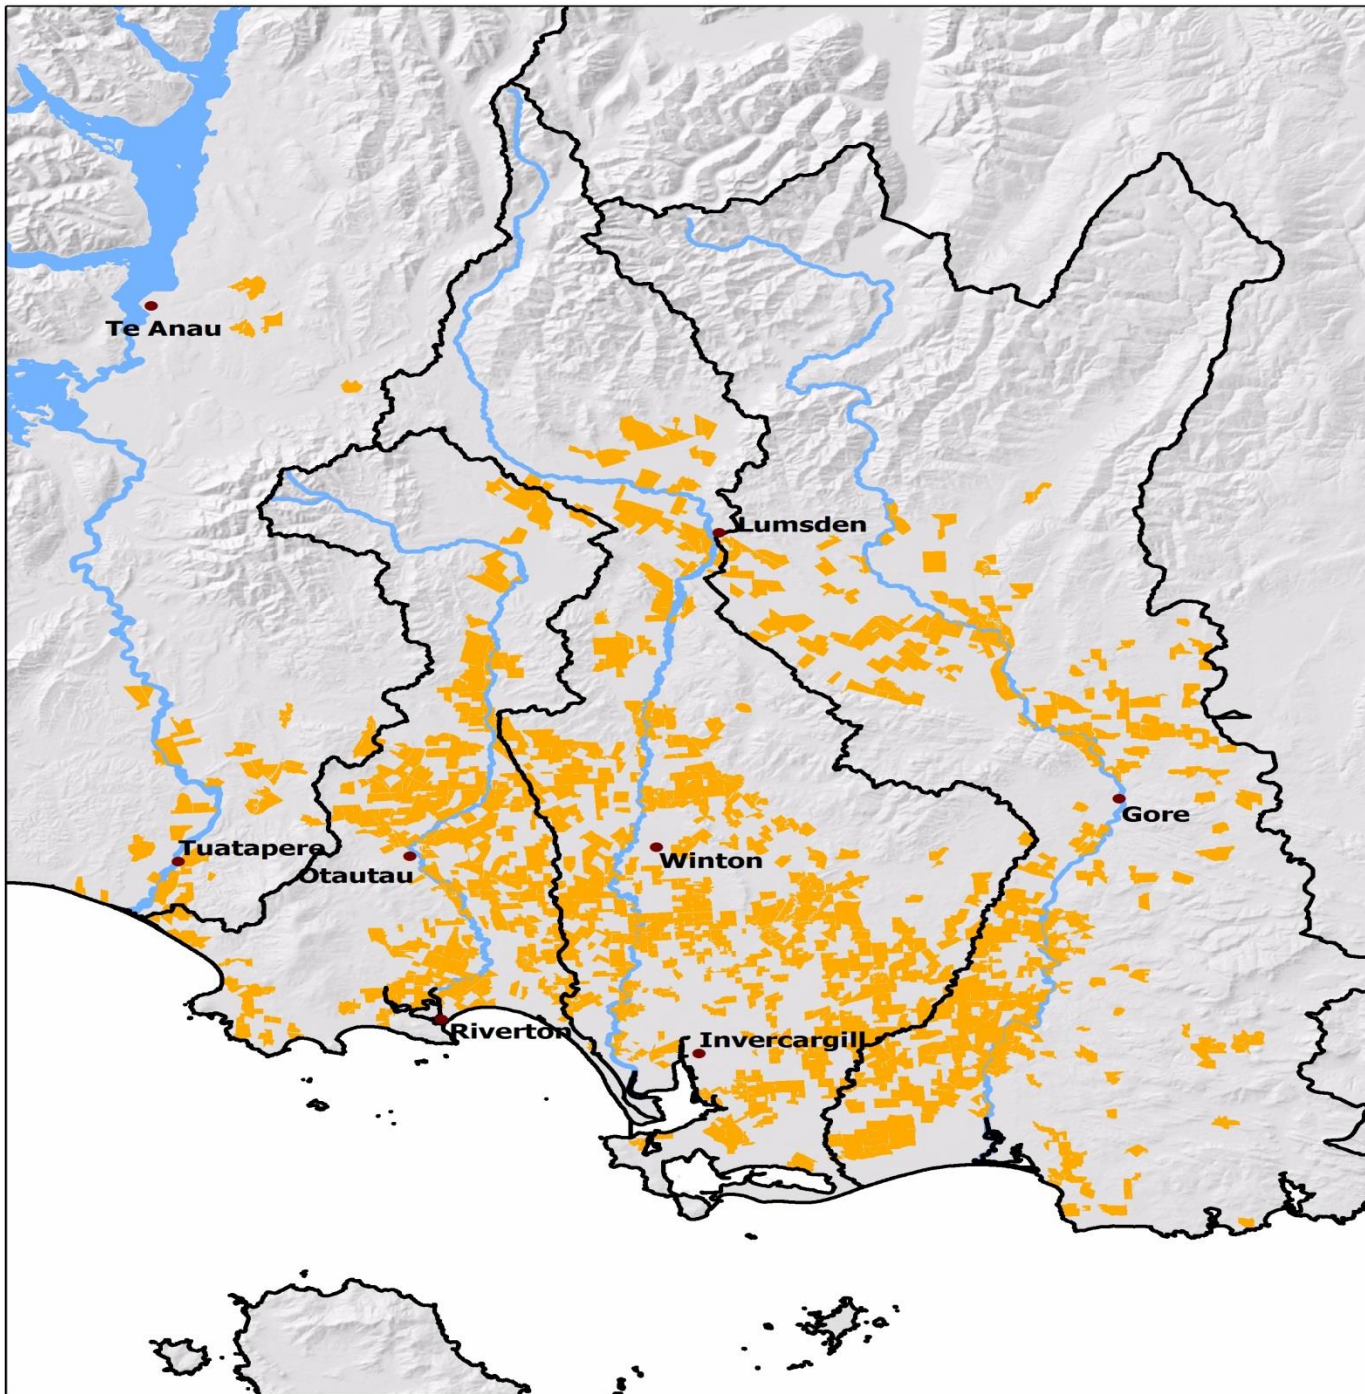 Te Anau
Lumsden
Gore
Tuatapere
Otautau
Winton
Riverton
Invercargill